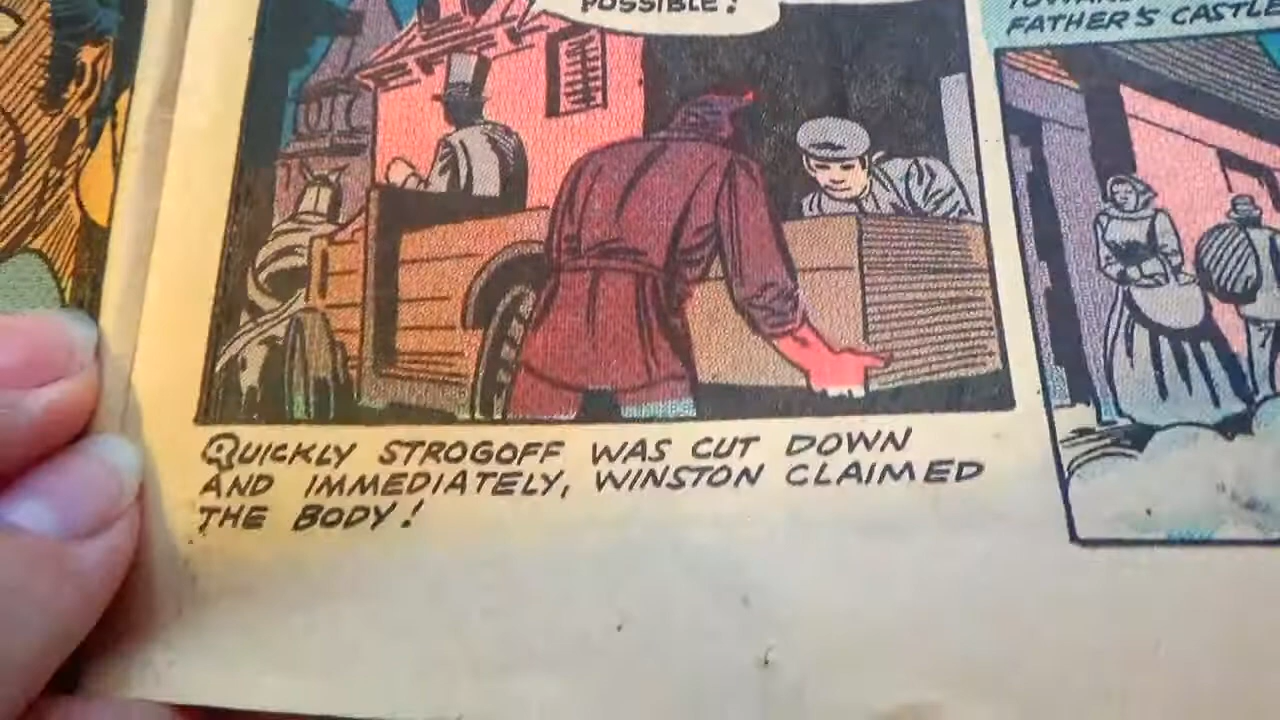 POSSIBLE!
FATHER'S CASTLE
QUICKLY STROGOFF WAS CUT DOWN
AND IMMEDIATELY, WINSTON CLAIMED
THE BODY!